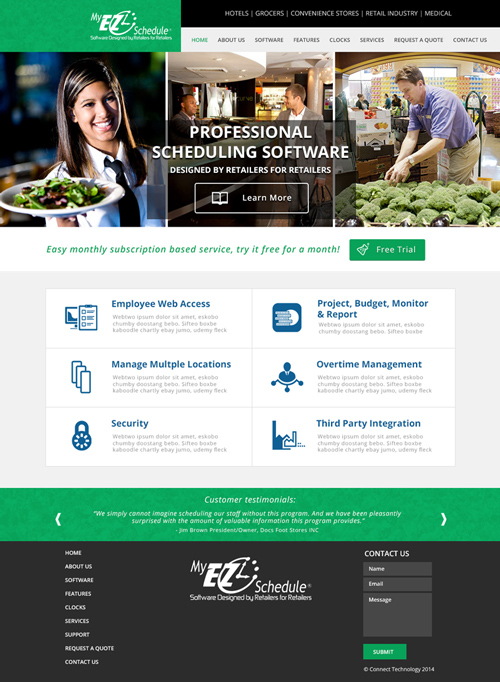 HOTELS | GROCERS | CONVENIENCE STORES | RETAIL INDUSTRY | MEDICAL
My EZ Schedule®
Software Designed by Retailers for Retailers
HOME ABOUT US SOFTWARE FEATURES CLOCKS SERVICES REQUEST A QUOTE CONTACT US
PROFESSIONAL
SCHEDULING SOFTWARE
DESIGNED BY RETAILERS FOR RETAILERS
Learn More
Easy monthly subscription based service, try it free for a month!
Free Trial
Employee Web Access
Webtwo ipsum dolor sit amet, eskobo
chumby doostang bebo. Sifteo boxbe
kaboodle chartly ebay jumo, udemy fleck
Project, Budget, Monitor
& Report
Webtwo ipsum dolor sit amet, eskobo
chumby doostang bebo. Sifteo boxbe
Manage Multple Locations
Webtwo ipsum dolor sit amet, eskobo
chumby doostang bebo. Sifteo boxbe
kaboodle chartly ebay jumo, udemy fleck
Overtime Management
Webtwo ipsum dolor sit amet, eskobo
chumby doostang bebo. Sifteo boxbe
kaboodle chartly ebay jumo, udemy fleck
Security
Webtwo ipsum dolor sit amet, eskobo
chumby doostang bebo. Sifteo boxbe
kaboodle chartly ebay jumo, udemy fleck
Third Party Integration
Webtwo ipsum dolor sit amet, eskobo
chumby doostang bebo. Sifteo boxbe
kaboodle chartly ebay jumo, udemy fleck
Customer testimonials:
"We simply cannot imagine scheduling our staff without this program. And we have been pleasantly
surprised with the amount of valuable information this program provides."
- Jim Brown President/Owner, Docs Foot Stores INC
HOME
ABOUT US
SOFTWARE
FEATURES
CLOCKS
SERVICES
SUPPORT
REQUEST A QUOTE
CONTACT US
My EZ Schedule®
Software Designed by Retailers for Retailers
CONTACT US
Name
Email
Message
SUBMIT
© Connect Technology 2014